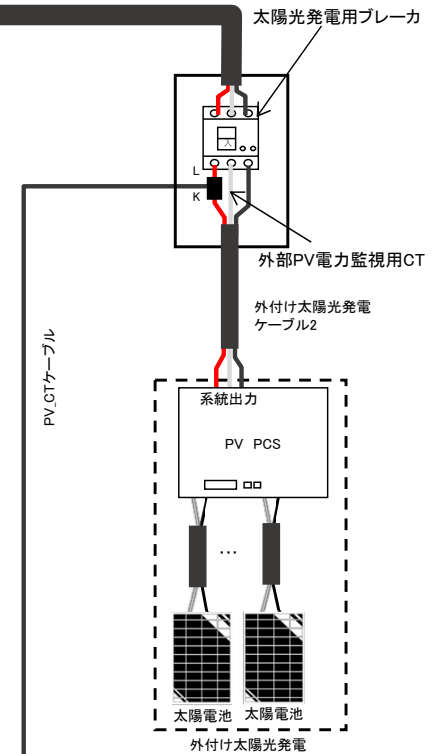 太陽光発電用ブレーカ
入
L
K
外部PV電力監視用CT
外付け太陽光発電
ケーブル2
PV_CTケーブル
系統出力
PV PCS
...
太陽電池
太陽電池
外付け太陽光発電